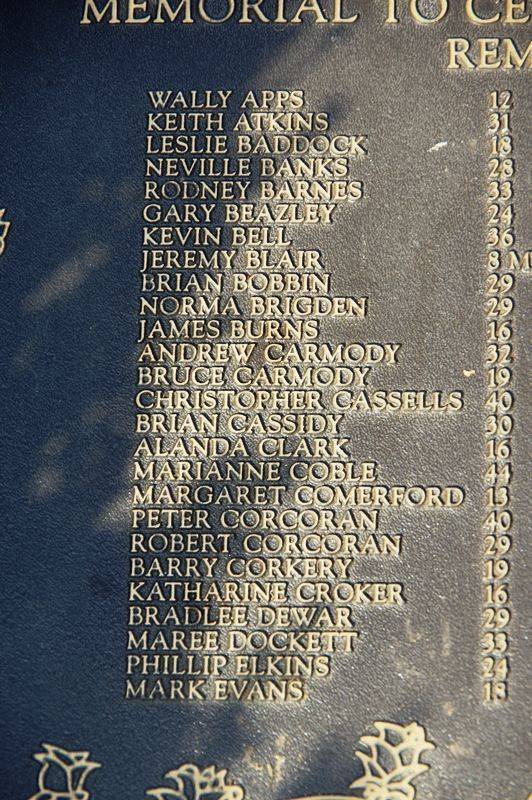 MEMORIAL TO CE
REM
WALLY APPS 12
KEITH ATKINS 31
LESLIE BADDOCK 18
NEVILLE BANKS 28
RODNEY BARNES 33
GARY BEAZLEY 24
KEVIN BELL 36
JEREMY BLAIR 8 M
BRIAN BOBBIN 29
NORMA BRIGDEN 29
JAMES BURNS 16
ANDREW CARMODY 32
BRUCE CARMODY 19
CHRISTOPHER CASSELLS 40
BRIAN CASSIDY 30
ALANDA CLARK 16
MARIANNE COBLE 44
MARGARET COMERFORD 13
PETER CORCORAN 40
ROBERT CORCORAN 29
BARRY CORKERY 19
KATHARINE CROKER 16
BRADLEE DEWAR 29
MAREE DOCKETT 33
PHILLIP ELKINS 24
MARK EVANS 18